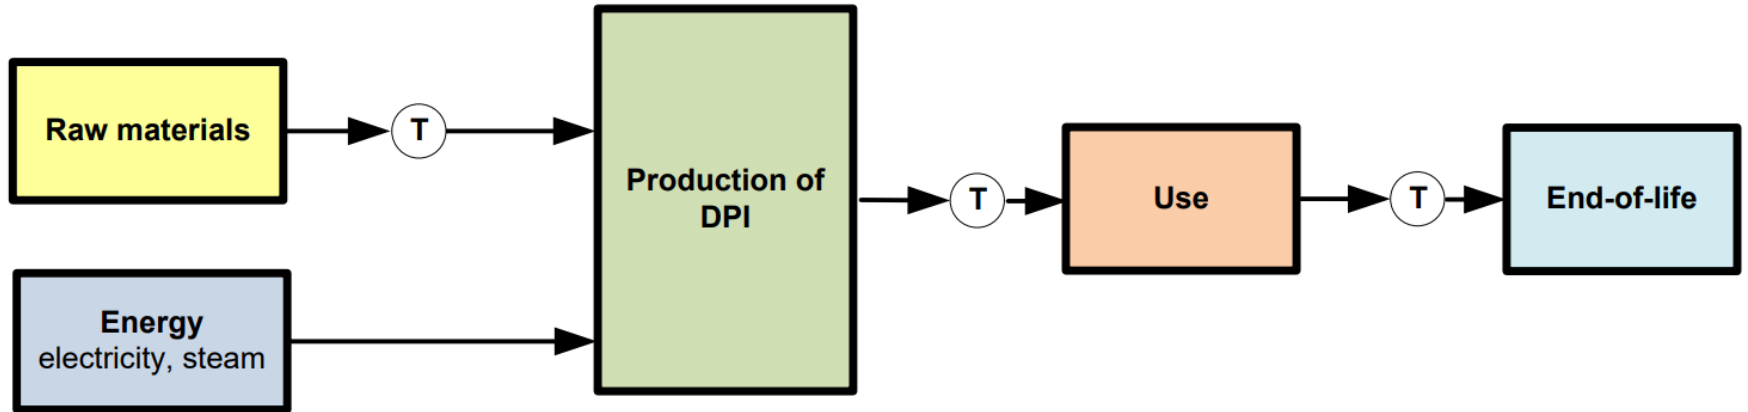 Raw materials
T
Energy
electricity, steam
Production of
DPI
T
Use
T
End-of-life